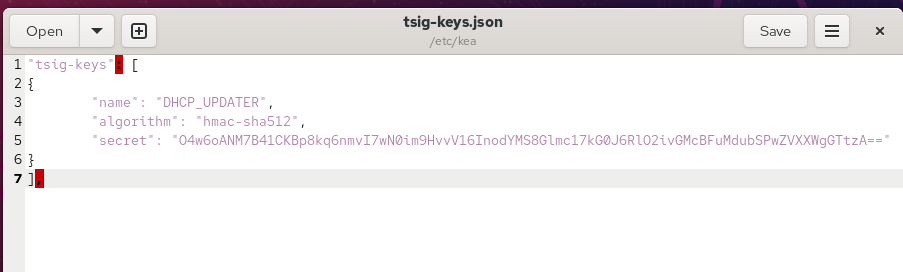 Open
tsig-keys.json
/etc/kea
Save
1 "tsig-keys": [
2 {
3 "name": "DHCP_UPDATER",
4 "algorithm": "hmac-sha512",
5 "secret": "O4w6oANM7B41CKBp8kq6nmvI7wN0im9HvvV16InodYMS8Glmc17kG0J6RlO2ivGMcBFuMdubSPwZVXXWgGTtzA=="
6 }
7 ],